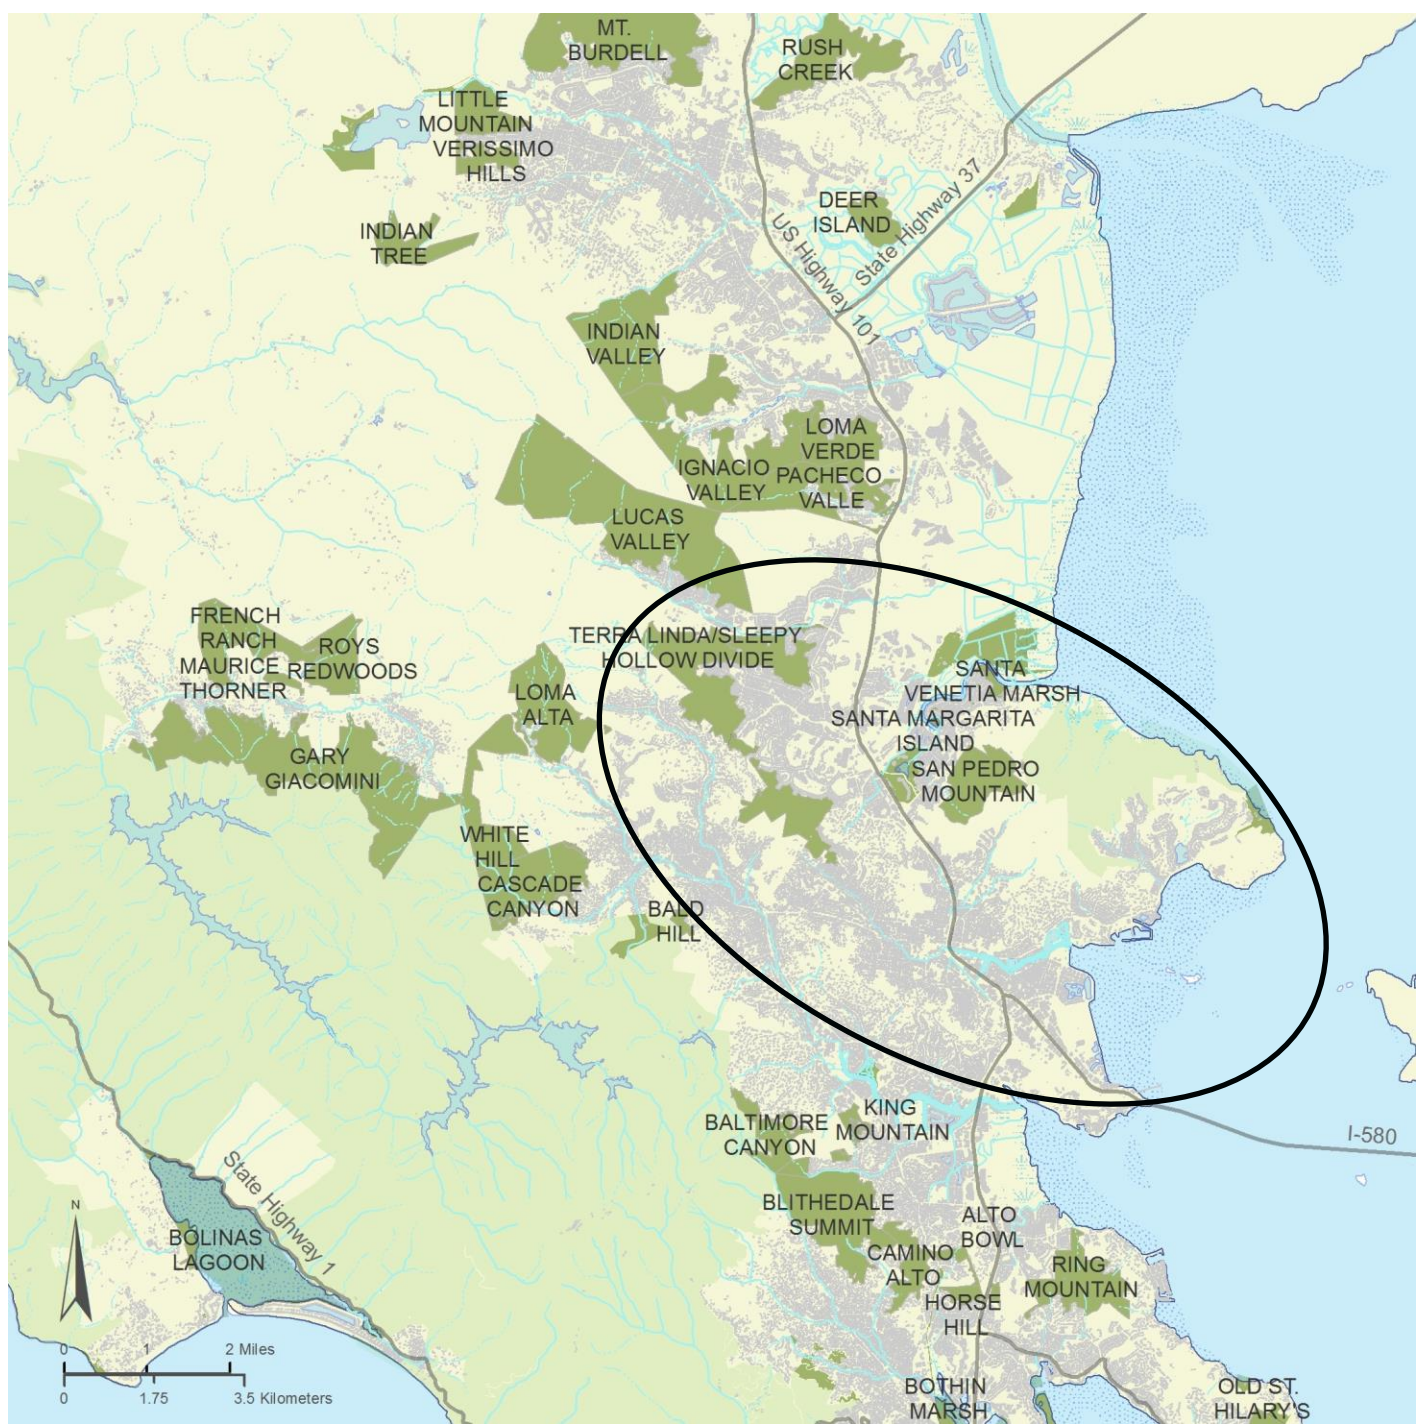 MT.
BURDELL
RUSH
CREEK
LITTLE
MOUNTAIN
VERISSIMO
HILLS
DEER
ISLAND
State Highway 37
US Highway 101
INDIAN
TREE
INDIAN
VALLEY
LOMA
VERDE
IGNACIO
VALLEY
PACHECO
VALLE
LUCAS
VALLEY
FRENCH
RANCH
MAURICE
THORNER
ROYS
REDWOODS
TERRA LINDA/SLEEPY
HOLLOW DIVIDE
LOMA
ALTA
SANTA
VENETIA MARSH
SANTA MARGARITA
ISLAND
SAN PEDRO
MOUNTAIN
GARY
GIACOMINI
WHITE
HILL
CASCADE
CANYON
BALD
HILL
BALTIMORE
CANYON
KING
MOUNTAIN
I-580
BLITHEDALE
SUMMIT
ALTO
BOWL
CAMINO
ALTO
RING
MOUNTAIN
HORSE
HILL
State Highway 1
BOLINAS
LAGOON
N
0 1 2 Miles
0 1.75 3.5 Kilometers
BOTHIN
MARSH
OLD ST.
HILARY'S